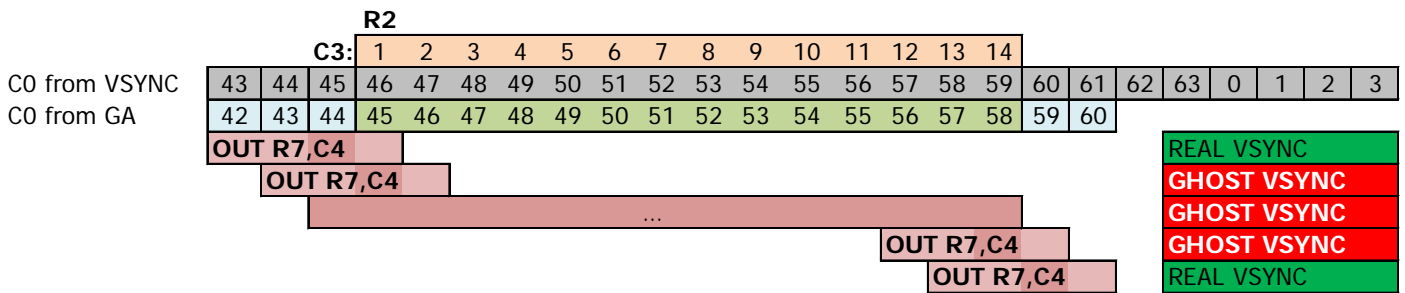 R2
C3: 1 2 3 4 5 6 7 8 9 10 11 12 13 14
C0 from VSYNC 43 44 45 46 47 48 49 50 51 52 53 54 55 56 57 58 59 60 61 62 63 0 1 2 3
C0 from GA 42 43 44 45 46 47 48 49 50 51 52 53 54 55 56 57 58 59 60
OUT R7,C4 REAL VSYNC
OUT R7,C4 GHOST VSYNC
... GHOST VSYNC
OUT R7,C4 GHOST VSYNC
OUT R7,C4 REAL VSYNC